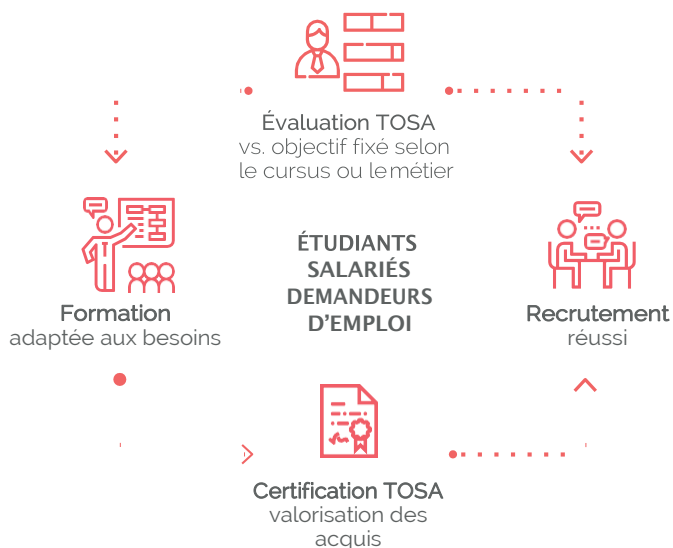 Évaluation TOSA
vs. objectif fixé selon
le cursus ou le métier
ÉTUDIANTS
SALARIÉS
DEMANDEURS
D'EMPLOI
Formation
adaptée aux besoins
Recrutement
réussi
Certification TOSA
valorisation des
acquis